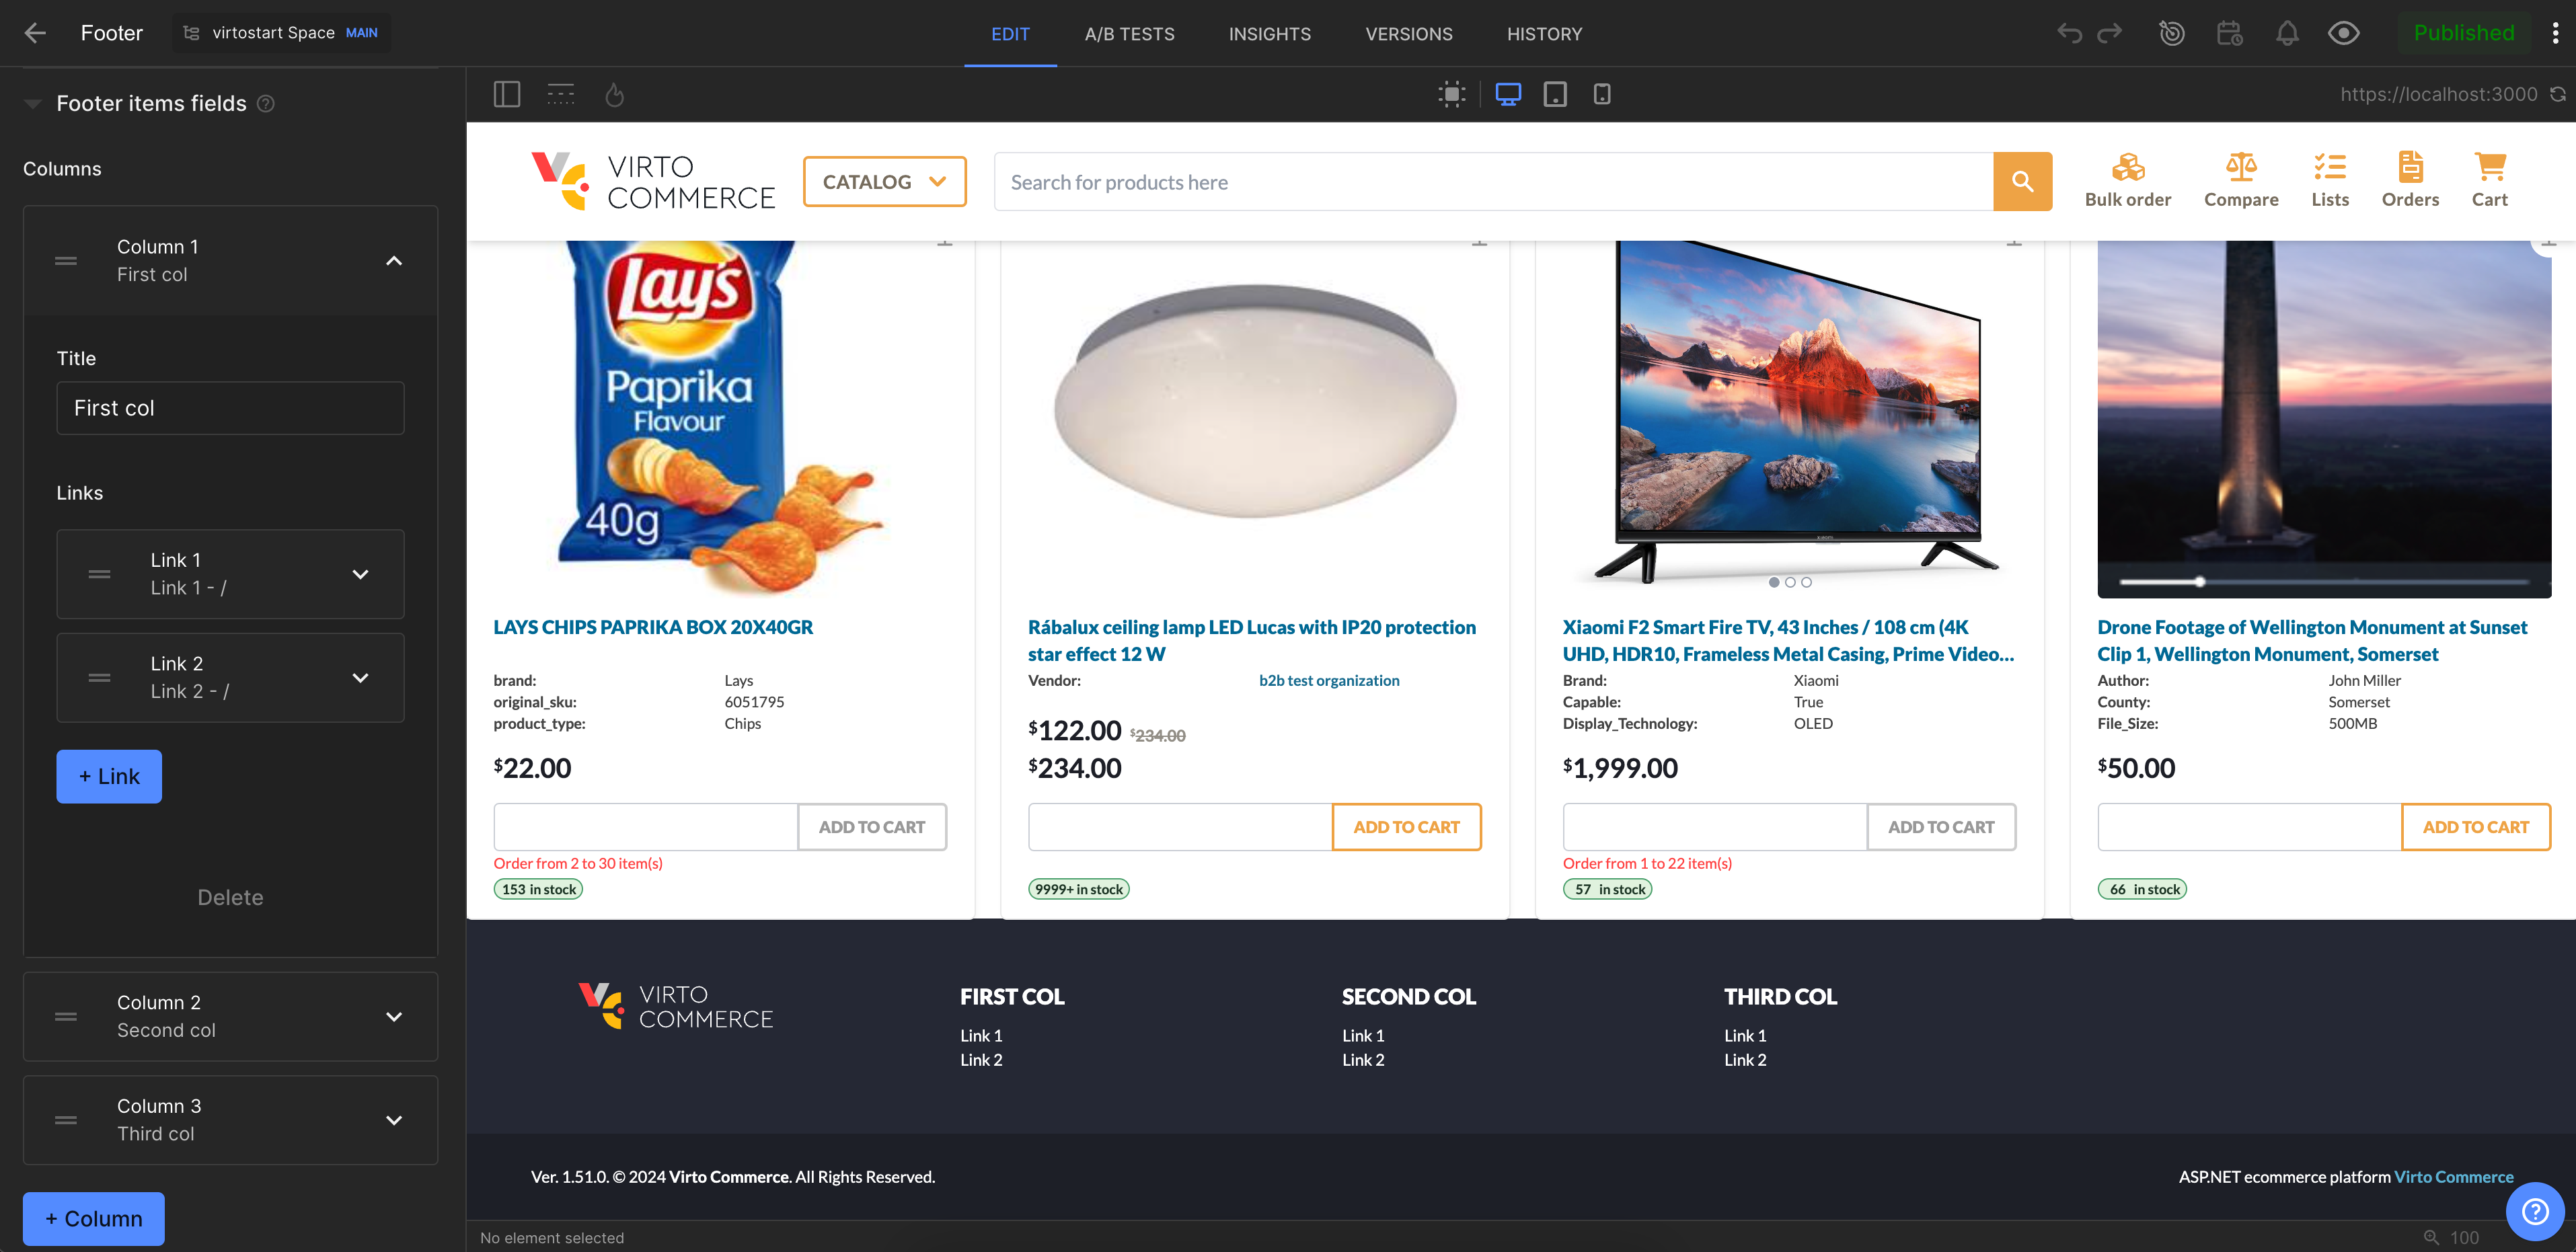 Footer
virtostart Space MAIN
EDIT
A/B TESTS
INSIGHTS
VERSIONS
HISTORY
Published
Footer items fields
Columns
Column 1
First col
Title
First col
Links
Link 1
Link 1 - /
Link 2
Link 2 - /
+ Link
Delete
Column 2
Second col
Column 3
Third col
+ Column
https://localhost:3000
VIRTO
COMMERCE
CATALOG
Search for products here
Bulk order
Compare
Lists
Orders
Cart
Lay's
Paprika
Flavour
40g
LAYS CHIPS PAPRIKA BOX 20X40GR
brand: Lays
original_sku: 6051795
product_type: Chips
$22.00
ADD TO CART
Order from 2 to 30 item(s)
153 in stock
Rábalux ceiling lamp LED Lucas with IP20 protection
star effect 12 W
Vendor: b2b test organization
$122.00 $234.00
$234.00
ADD TO CART
9999+ in stock
Xiaomi F2 Smart Fire TV, 43 Inches / 108 cm (4K
UHD, HDR10, Frameless Metal Casing, Prime Video...
Brand: Xiaomi
Capable: True
Display_Technology: OLED
$1,999.00
ADD TO CART
Order from 1 to 22 item(s)
57 in stock
Drone Footage of Wellington Monument at Sunset
Clip 1, Wellington Monument, Somerset
Author: John Miller
County: Somerset
File_Size: 500MB
$50.00
ADD TO CART
66 in stock
VIRTO
COMMERCE
FIRST COL
Link 1
Link 2
SECOND COL
Link 1
Link 2
THIRD COL
Link 1
Link 2
Ver. 1.51.0. © 2024 Virto Commerce. All Rights Reserved.
ASP.NET ecommerce platform Virto Commerce
No element selected
100